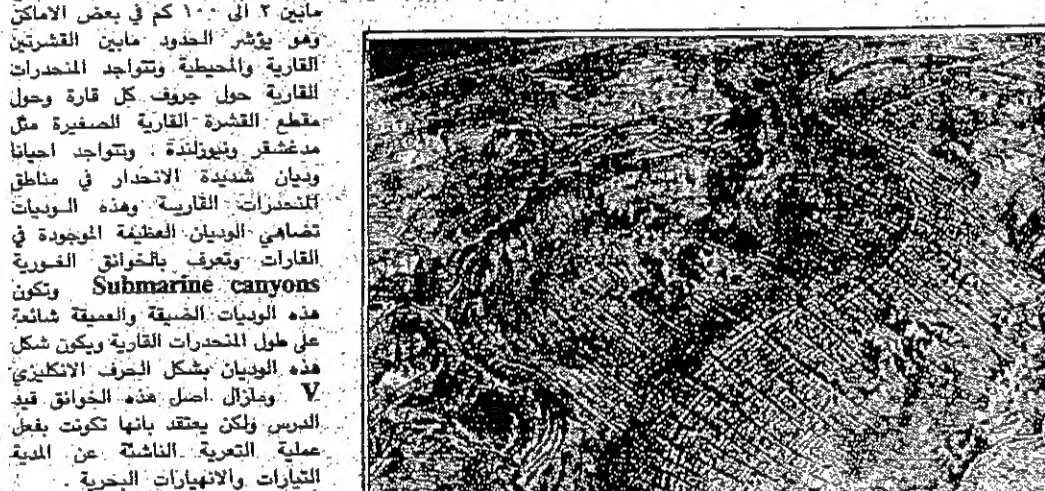 مابين ٢ الى ١٠٠ كم في بعض الاماكن
وهو يؤشر الحدود مابين القشرتين
القارية والمحيطية وتتواجد المنحدرات
القارية حول جروف كل قارة وحول
مقطع القشرة القارية الصغيرة مثل
مدغشقر ونيوزلندة . وتتواجد احيانا
وديان شديدة الانحدار في مناطق
المنحدرات القارية وهذه الوديات
تضاهي الوديان العظيمة الموجودة في
القارات وتعرف بالخوانق الغورية
Submarine canyons وتكون
هذه الوديات الضيقة والعميقة شائعة
على طول المنحدرات القارية ويكون شكل
هذه الوديان بشكل الحرف الانكليزي
V ومازال اصل هذه الخوانق قيد
الدرس ولكن يعتقد بانها تكونت بفعل
عملية التعرية الناشئة عن المدية
التيارات والانهيارات البحرية .